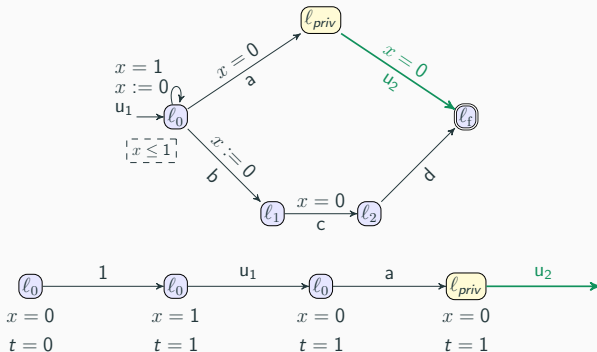 ℓpriv
x = 0
a
x = 0
u2
x = 1
x := 0
u1
ℓ0
ℓf
x ≤ 1
x := 0
b
d
ℓ1
x = 0
c
ℓ2
1
u1
a
u2
ℓ0
ℓ0
ℓ0
ℓpriv
x = 0
x = 1
x = 0
x = 0
t = 0
t = 1
t = 1
t = 1